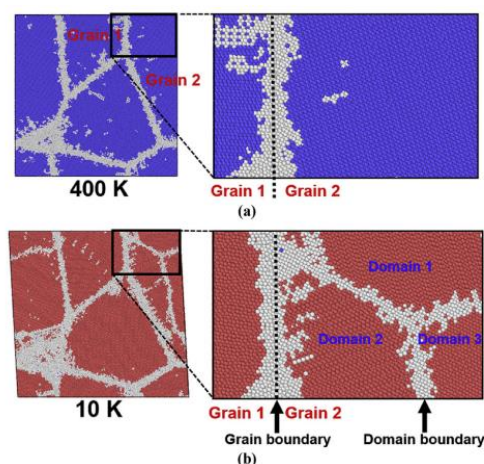 Grain 1
Grain 2
400 K
Grain 1 Grain 2
(a)
Domain 1
Domain 2
Domain 3
10 K
Grain 1 Grain 2
Grain boundary
Domain boundary
(b)